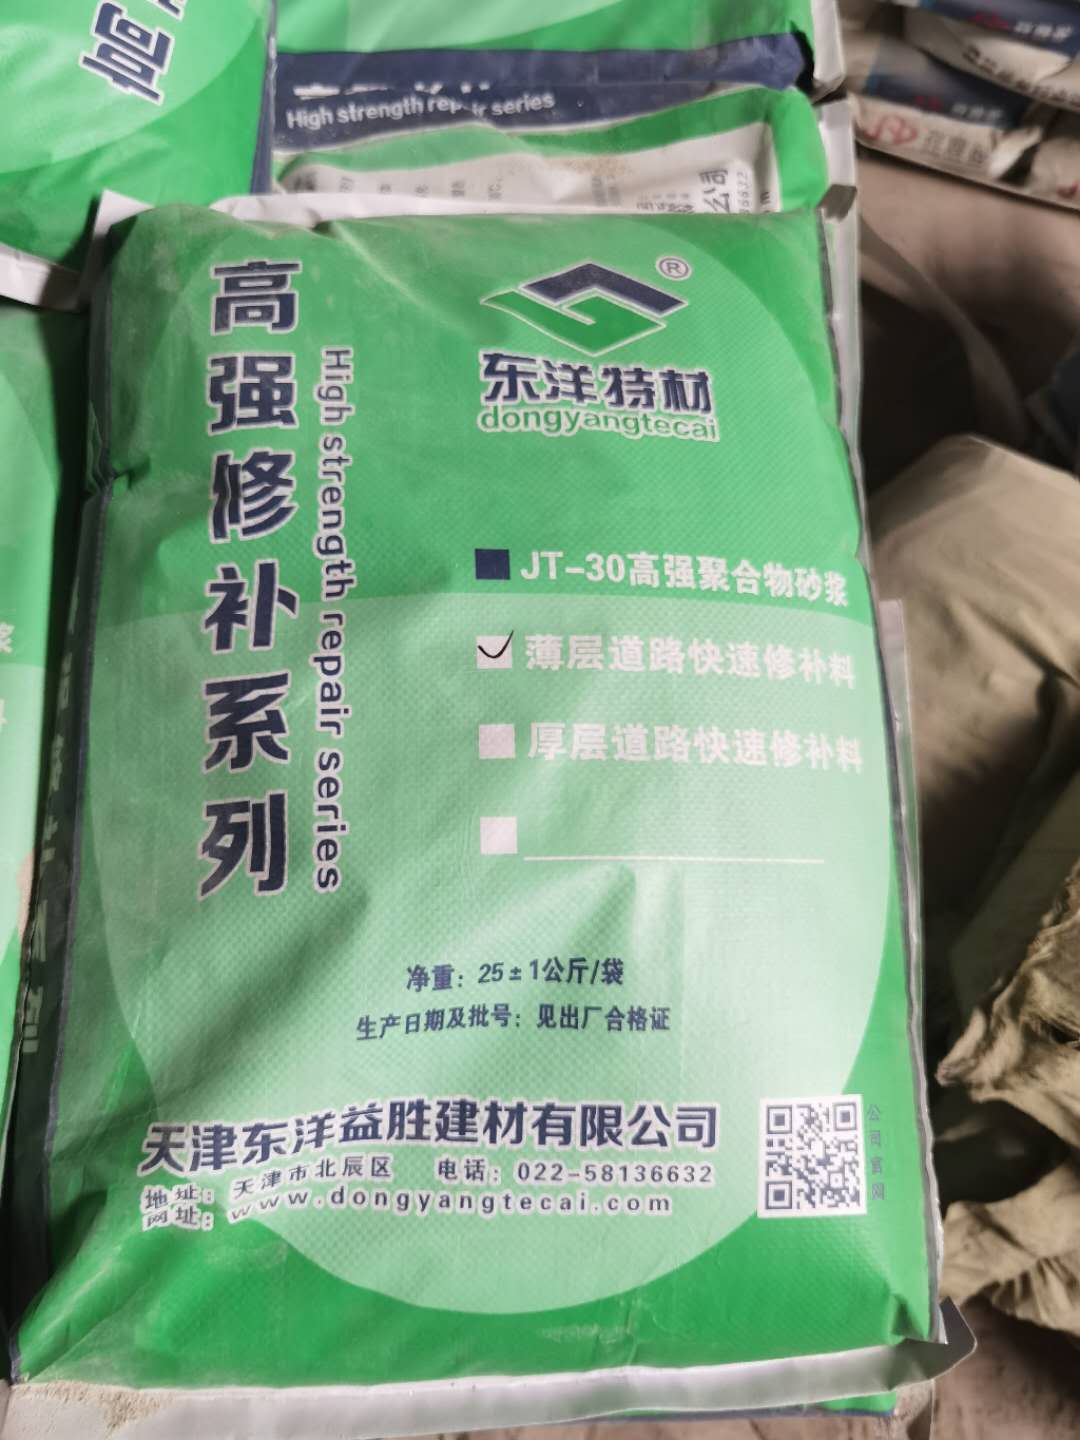 高
High strength repair series
公司
高强修补系列
High strength repair series
®
东洋特材
dongyangtecai
JT-30高强聚合物砂浆
薄层道路快速修补料
厚层道路快速修补料
净重：25±1公斤/袋
生产日期及批号：见出厂合格证
天津东洋益胜建材有限公司
地址：天津市北辰区 电话：022-58136632
网址：www.dongyangtecai.com
公司官网